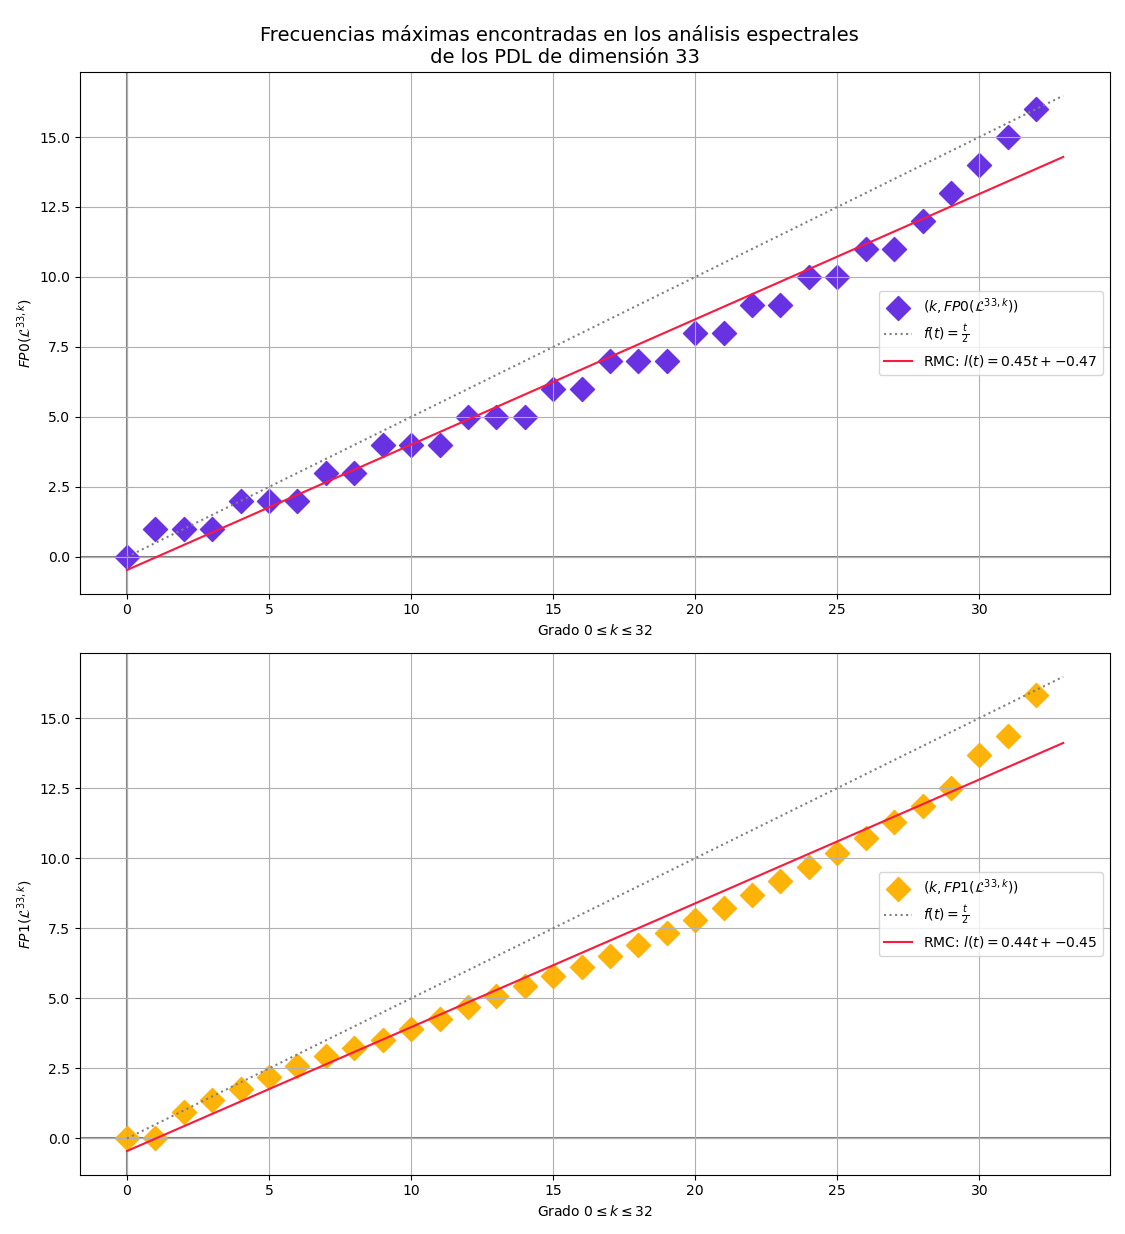 Frecuencias máximas encontradas en los análisis espectrales
de los PDL de dimensión 33
15.0
12.5
10.0
7.5
5.0
2.5
0.0
FP0(ℒ^{33,k})
(k, FP0(ℒ^{33,k}))
f(t) = t/2
RMC: l(t) = 0.45t + −0.47
0 5 10 15 20 25 30
Grado 0 ≤ k ≤ 32
15.0
12.5
10.0
7.5
5.0
2.5
0.0
FP1(ℒ^{33,k})
(k, FP1(ℒ^{33,k}))
f(t) = t/2
RMC: l(t) = 0.44t + −0.45
0 5 10 15 20 25 30
Grado 0 ≤ k ≤ 32